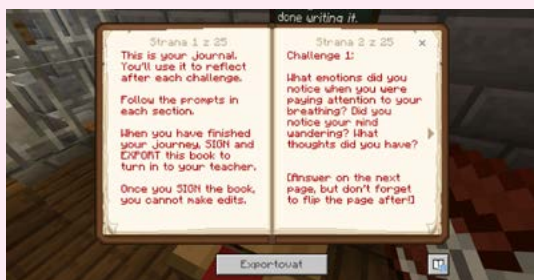 done writing it.
Strana 1 z 25
This is your journal.
You'll use it to reflect
after each challenge.
Follow the prompts in
each section.
When you have finished
your journey, SIGN and
EXPORT this book to
turn in to your teacher.
Once you SIGN the book,
you cannot make edits.
Strana 2 z 25
Challenge 1:
What emotions did you
notice when you were
paying attention to your
breathing? Did you
notice your mind
wandering? What
thoughts did you have?
[Answer on the next
page, but don't forget
to flip the page after!]
Exportovat